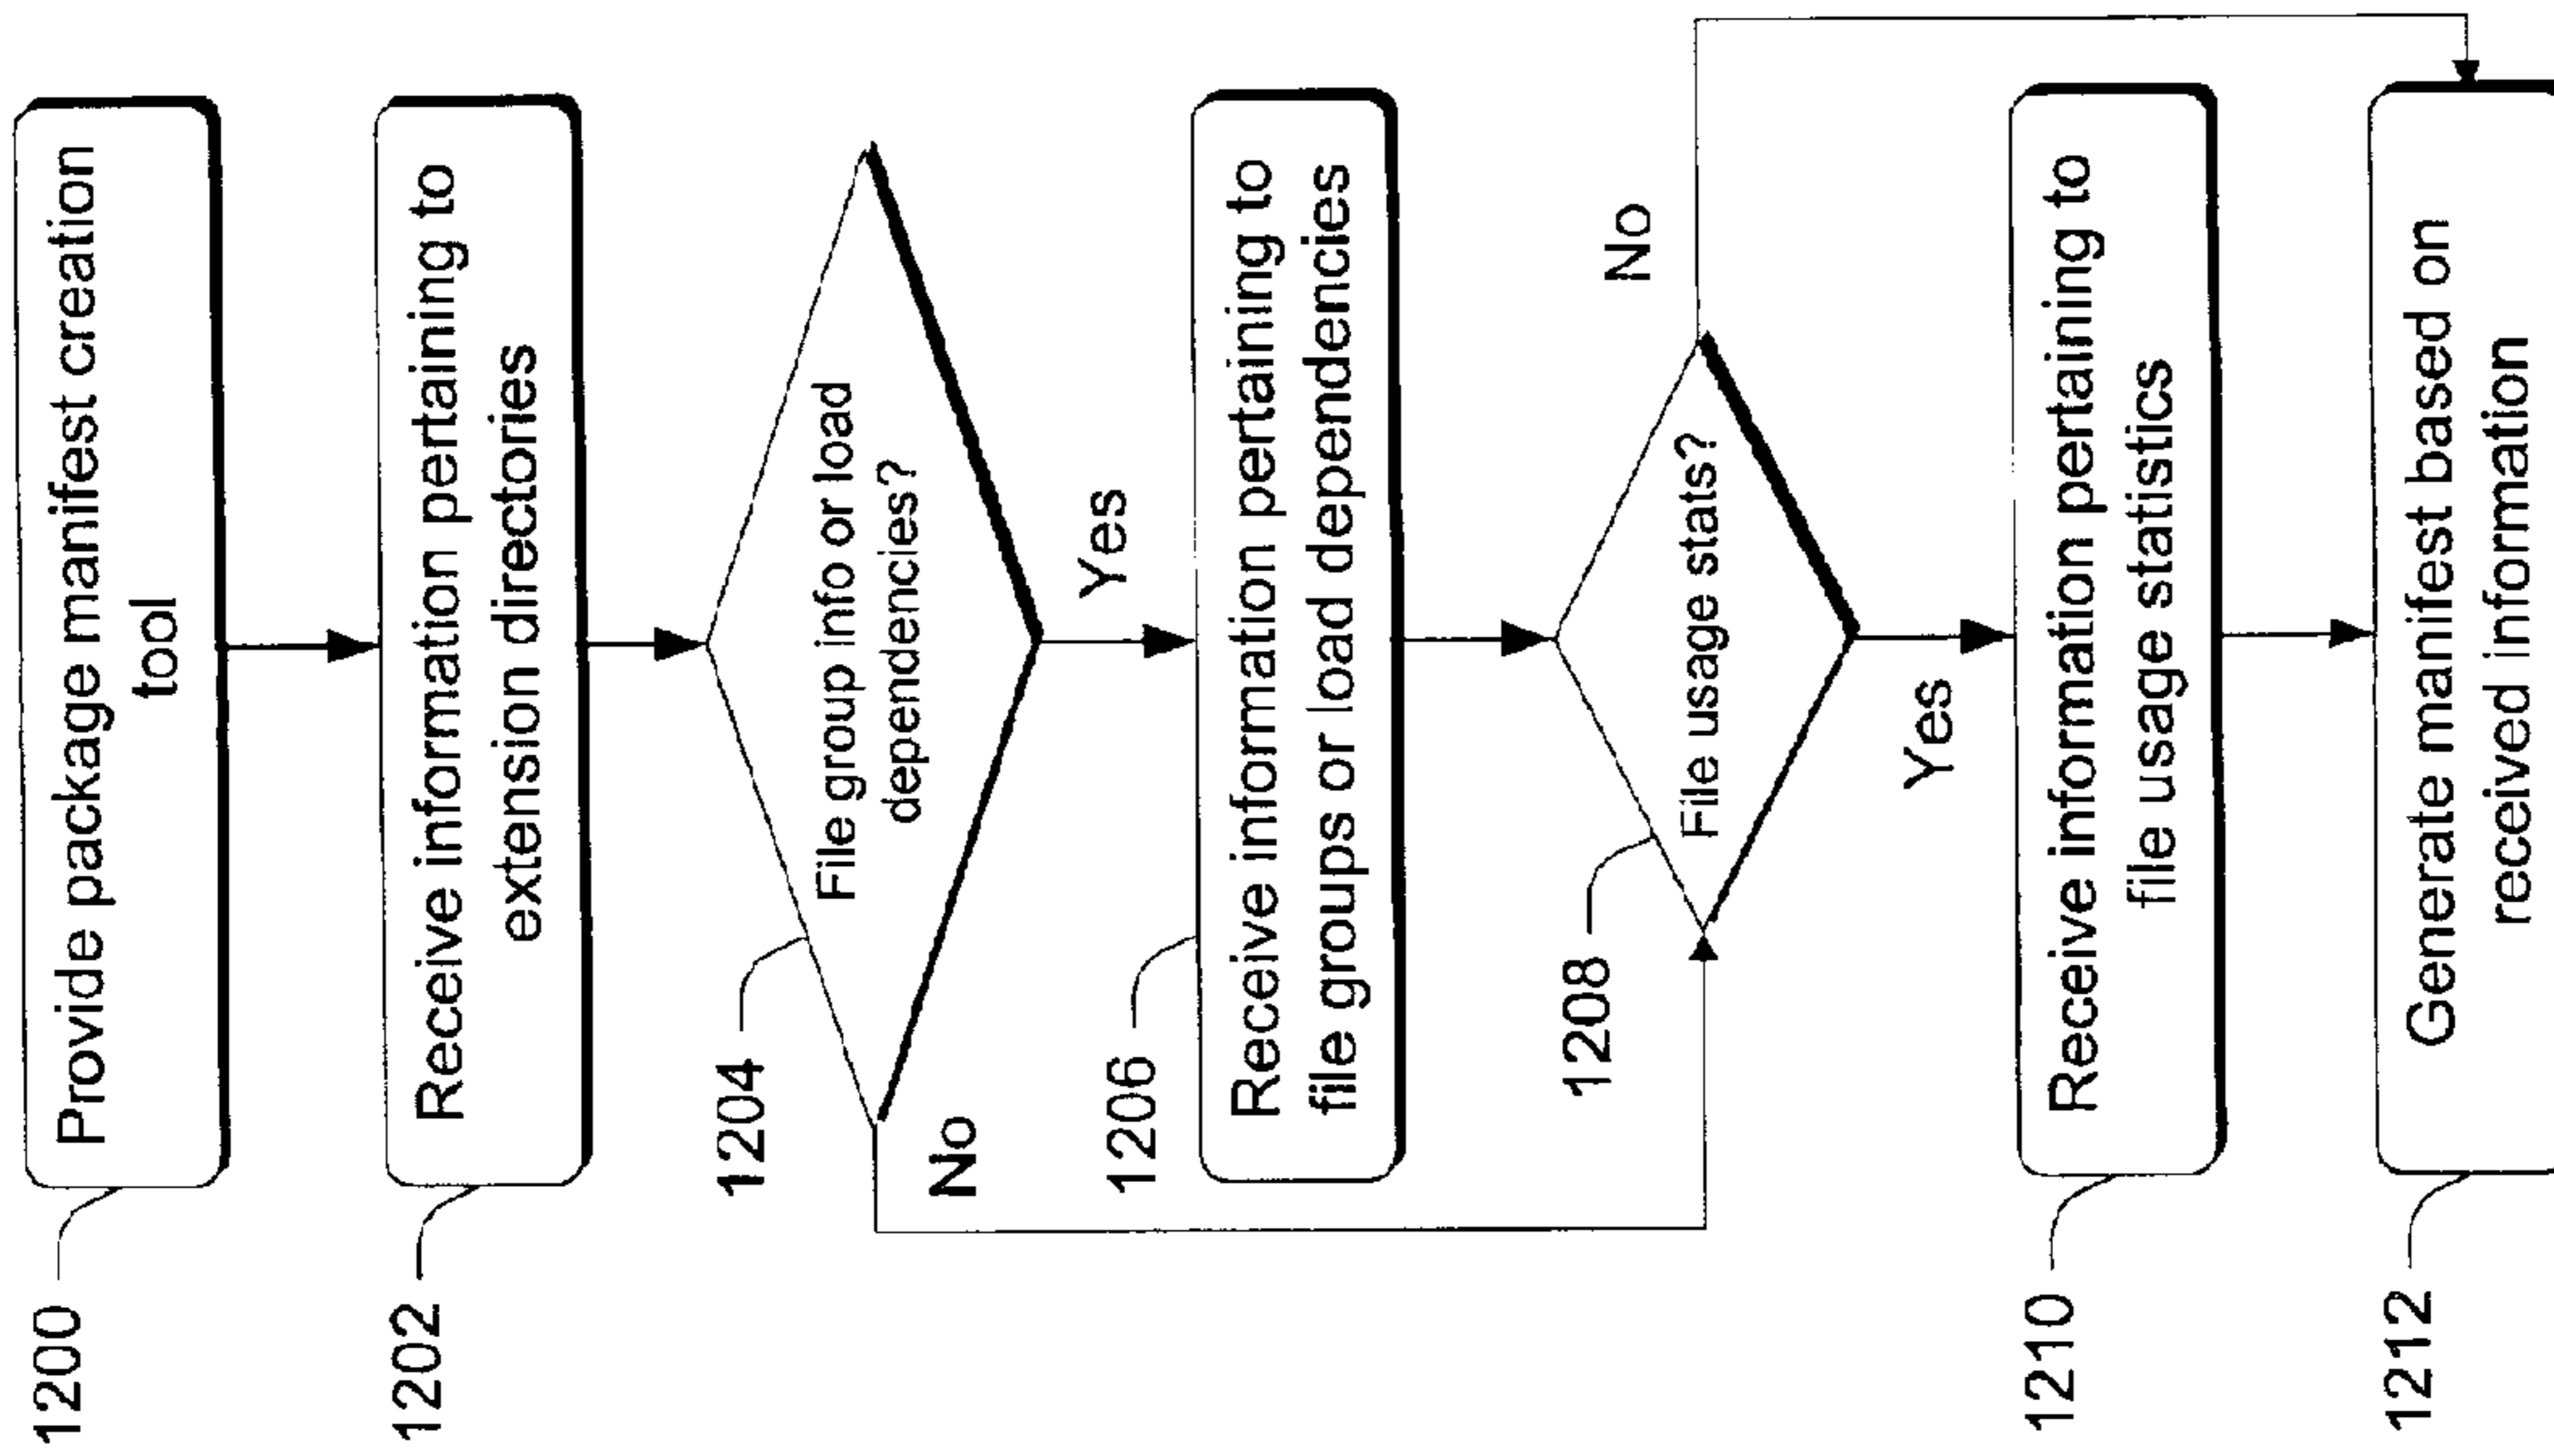 1200
Provide package manifest creation
tool
1202
Receive information pertaining to
extension directories
1204
File group info or load
dependencies?
No
Yes
1206
Receive information pertaining to
file groups or load dependencies
1208
File usage stats?
No
Yes
1210
Receive information pertaining to
file usage statistics
1212
Generate manifest based on
received information